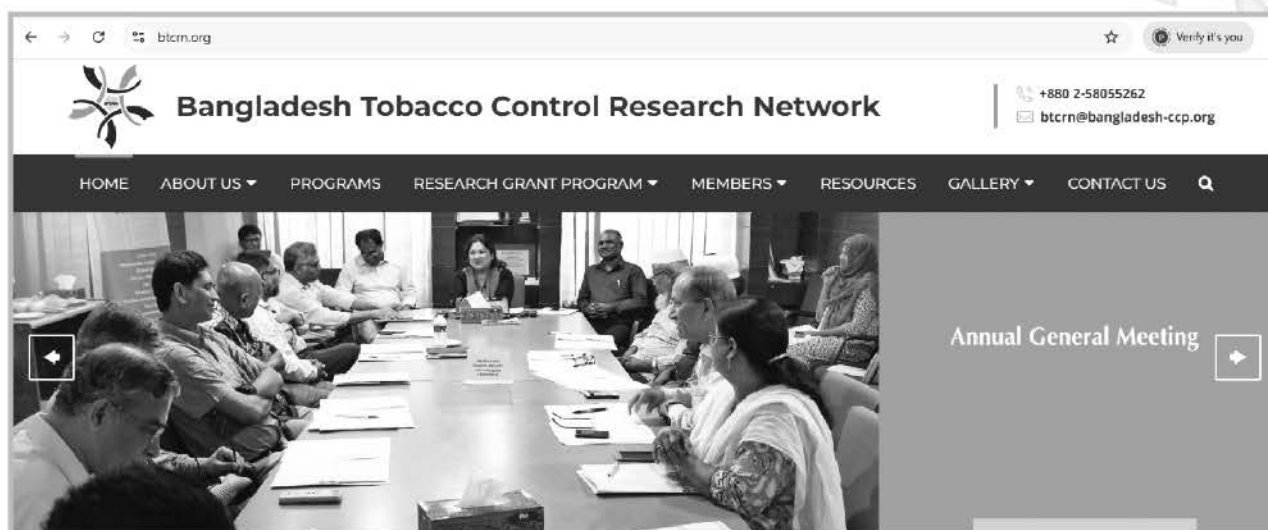 btcrn.org
Verify it's you
Bangladesh Tobacco Control Research Network
+880 2-58055262
btcrn@bangladesh-ccp.org
HOME ABOUT US PROGRAMS RESEARCH GRANT PROGRAM MEMBERS RESOURCES GALLERY CONTACT US
Annual General Meeting